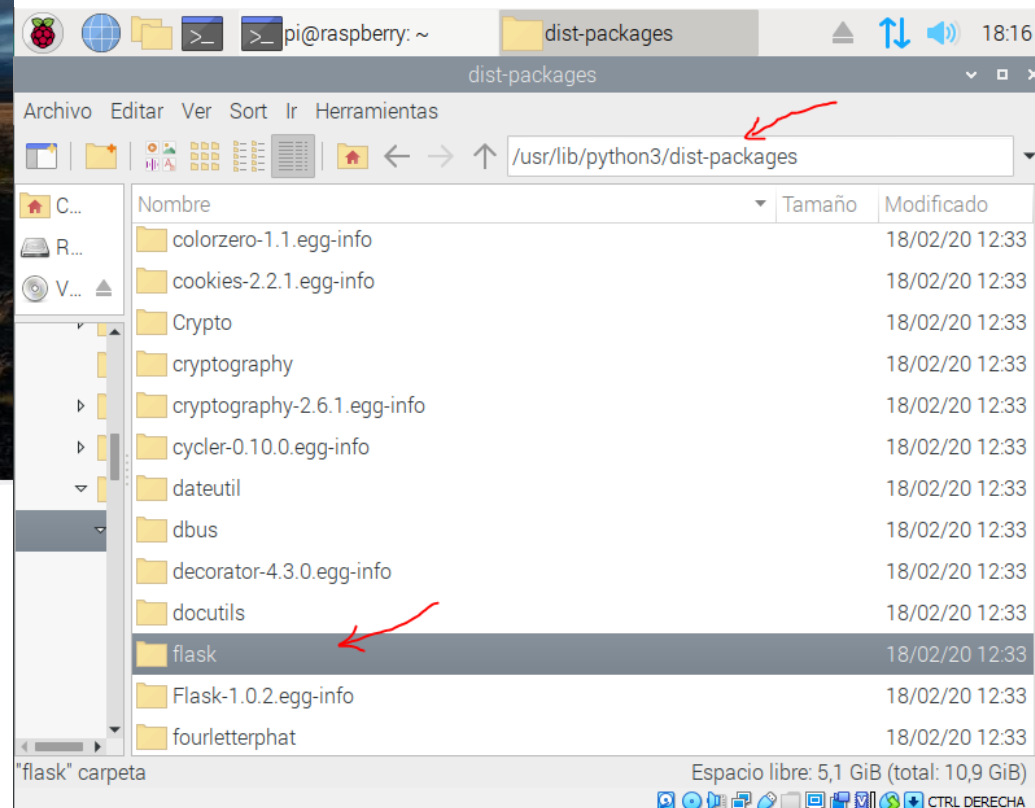 pi@raspberry: ~ dist-packages 18:16
dist-packages
Archivo Editar Ver Sort Ir Herramientas
/usr/lib/python3/dist-packages
C... Nombre Tamaño Modificado
R...
V...
colorzero-1.1.egg-info 18/02/20 12:33
cookies-2.2.1.egg-info 18/02/20 12:33
Crypto 18/02/20 12:33
cryptography 18/02/20 12:33
cryptography-2.6.1.egg-info 18/02/20 12:33
cycler-0.10.0.egg-info 18/02/20 12:33
dateutil 18/02/20 12:33
dbus 18/02/20 12:33
decorator-4.3.0.egg-info 18/02/20 12:33
docutils 18/02/20 12:33
flask 18/02/20 12:33
Flask-1.0.2.egg-info 18/02/20 12:33
fourletterphat 18/02/20 12:33
"flask" carpeta Espacio libre: 5,1 GiB (total: 10,9 GiB)
CTRL DERECHA